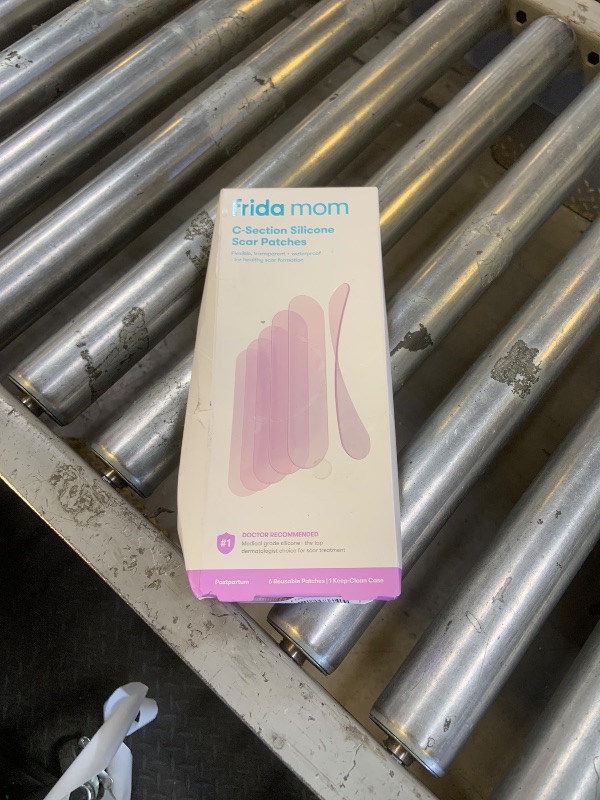 frida mom
C-Section Silicone
Scar Patches
Flexible, transparent + waterproof
for healthy scar formation
#1
DOCTOR RECOMMENDED
Medical grade silicone - the top
dermatologist choice for scar treatment
Postpartum
6 Reusable Patches | 1 Keep-Clean Case